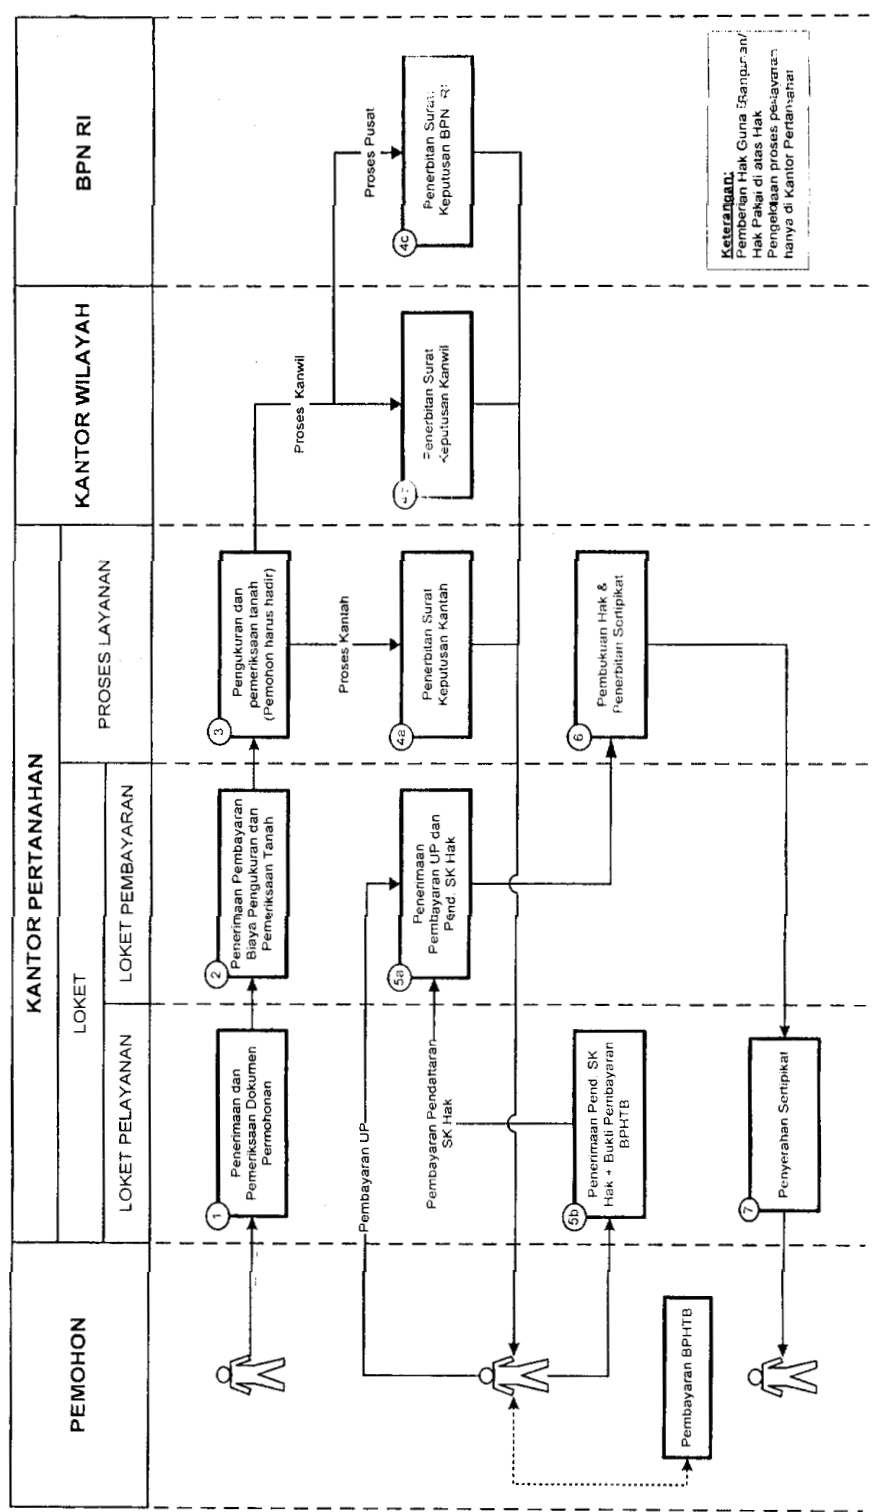 PEMOHON
KANTOR PERTANAHAN
KANTOR WILAYAH
BPN RI
LOKET
PROSES LAYANAN
LOKET PELAYANAN
LOKET PEMBAYARAN
1
Penerimaan dan
Pemeriksaan Dokumen
Permohonan
2
Penerimaan Pembayaran
Biaya Pengukuran dan
Pemeriksaan Tanah
3
Pengukuran dan
pemeriksaan tanah
(Pemohon harus hadir)
Proses Kantah
Proses Kanwil
Proses Pusat
4a
Penerbitan Surat
Keputusan Kantah
Penerbitan Surat
Keputusan Kanwil
4c
Penerbitan Surat
Keputusan BPN RI
Pembayaran UP
5a
Penerimaan
Pembayaran UP dan
Pend. SK Hak
Pembayaran Pendaftaran
SK Hak
5b
Penerimaan Pend. SK
Hak + Bukti Pembayaran
BPHTB
6
Pembukuan Hak &
Penerbitan Sertipikat
Pembayaran BPHTB
7
Penyerahan Sertipikat
Keterangan:
Pemberian Hak Guna Bangunan/
Hak Pakai di atas Hak
Pengelolaan proses pelayanan
hanya di Kantor Pertanahan